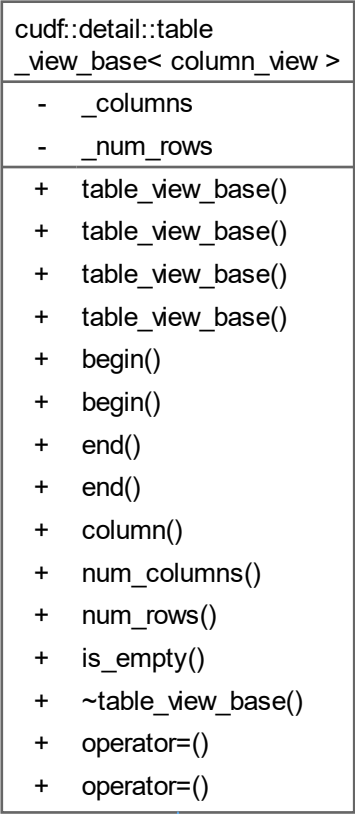 cudf::detail::table
_view_base< column_view >
- _columns
- _num_rows
+ table_view_base()
+ table_view_base()
+ table_view_base()
+ table_view_base()
+ begin()
+ begin()
+ end()
+ end()
+ column()
+ num_columns()
+ num_rows()
+ is_empty()
+ ~table_view_base()
+ operator=()
+ operator=()